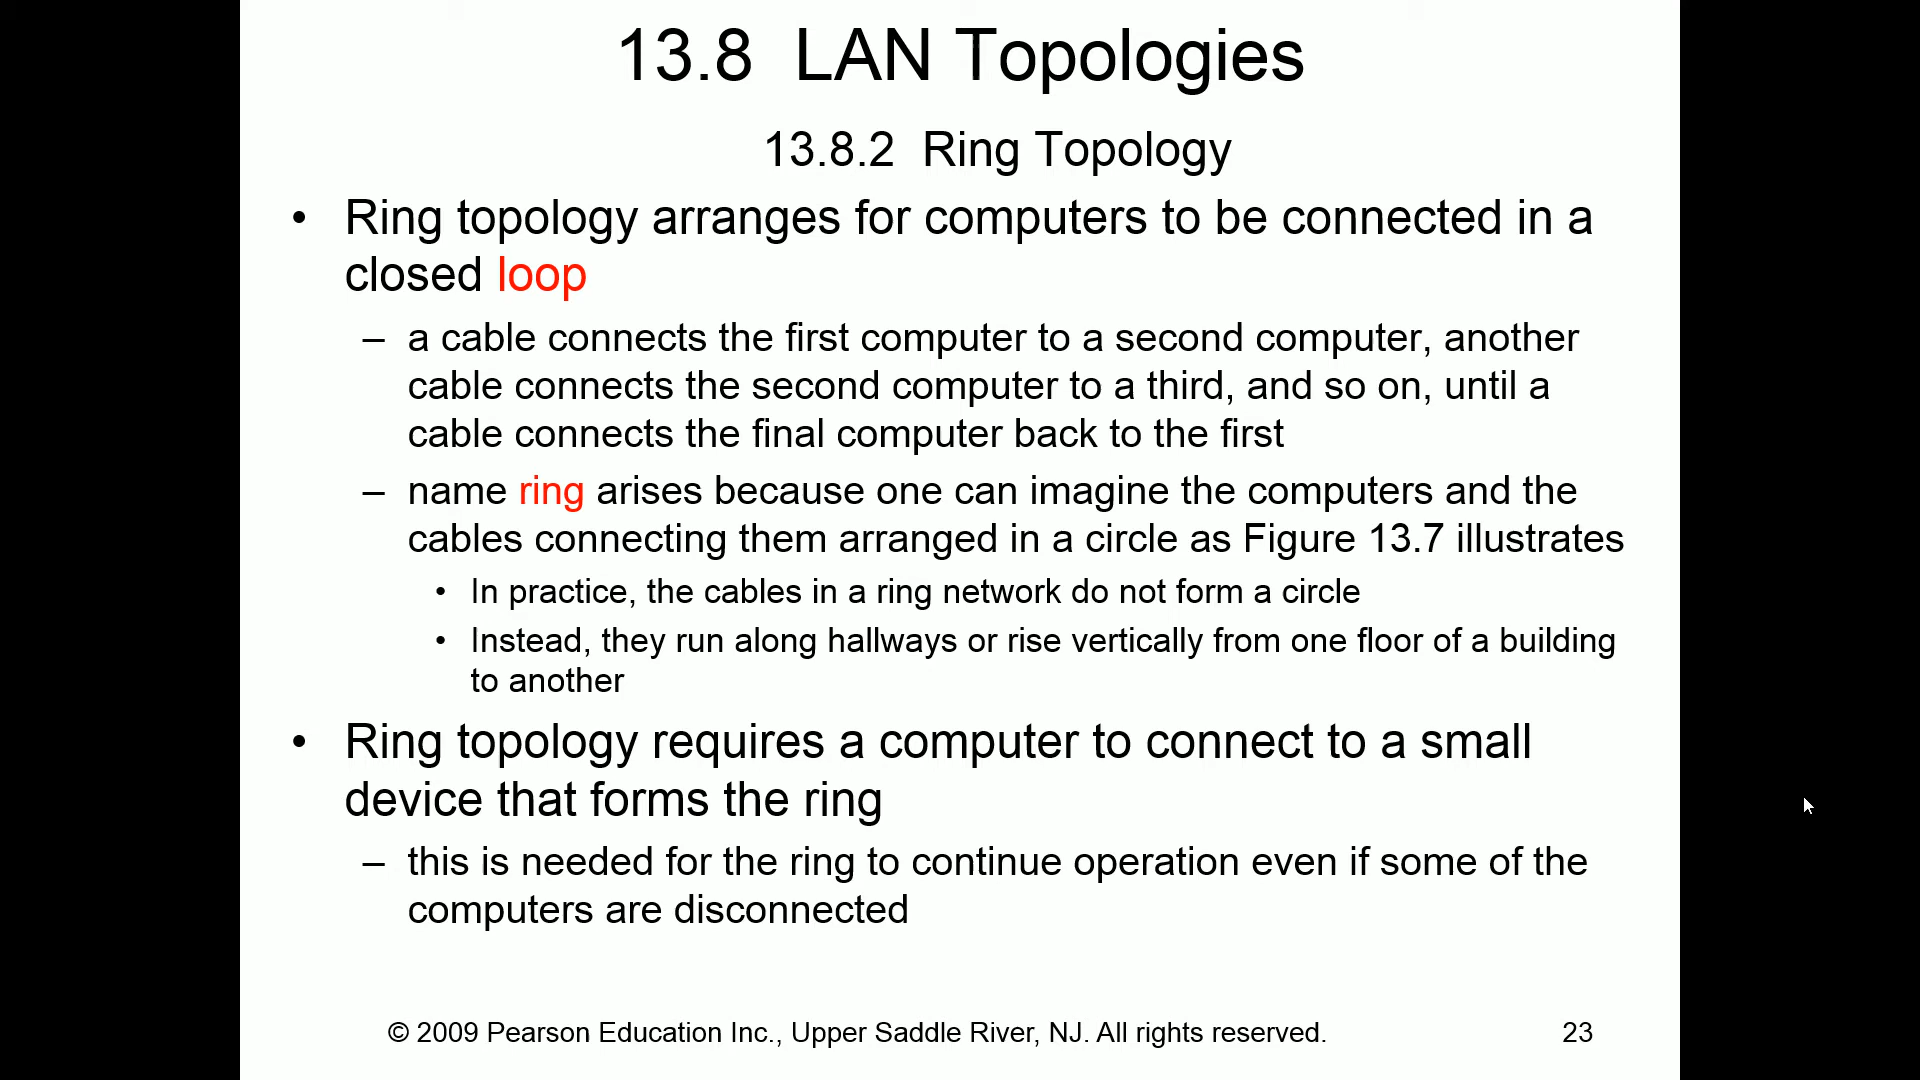 13.8 LAN Topologies
13.8.2 Ring Topology
• Ring topology arranges for computers to be connected in a
closed loop
– a cable connects the first computer to a second computer, another
cable connects the second computer to a third, and so on, until a
cable connects the final computer back to the first
– name ring arises because one can imagine the computers and the
cables connecting them arranged in a circle as Figure 13.7 illustrates
• In practice, the cables in a ring network do not form a circle
• Instead, they run along hallways or rise vertically from one floor of a building
to another
• Ring topology requires a computer to connect to a small
device that forms the ring
– this is needed for the ring to continue operation even if some of the
computers are disconnected
© 2009 Pearson Education Inc., Upper Saddle River, NJ. All rights reserved. 23